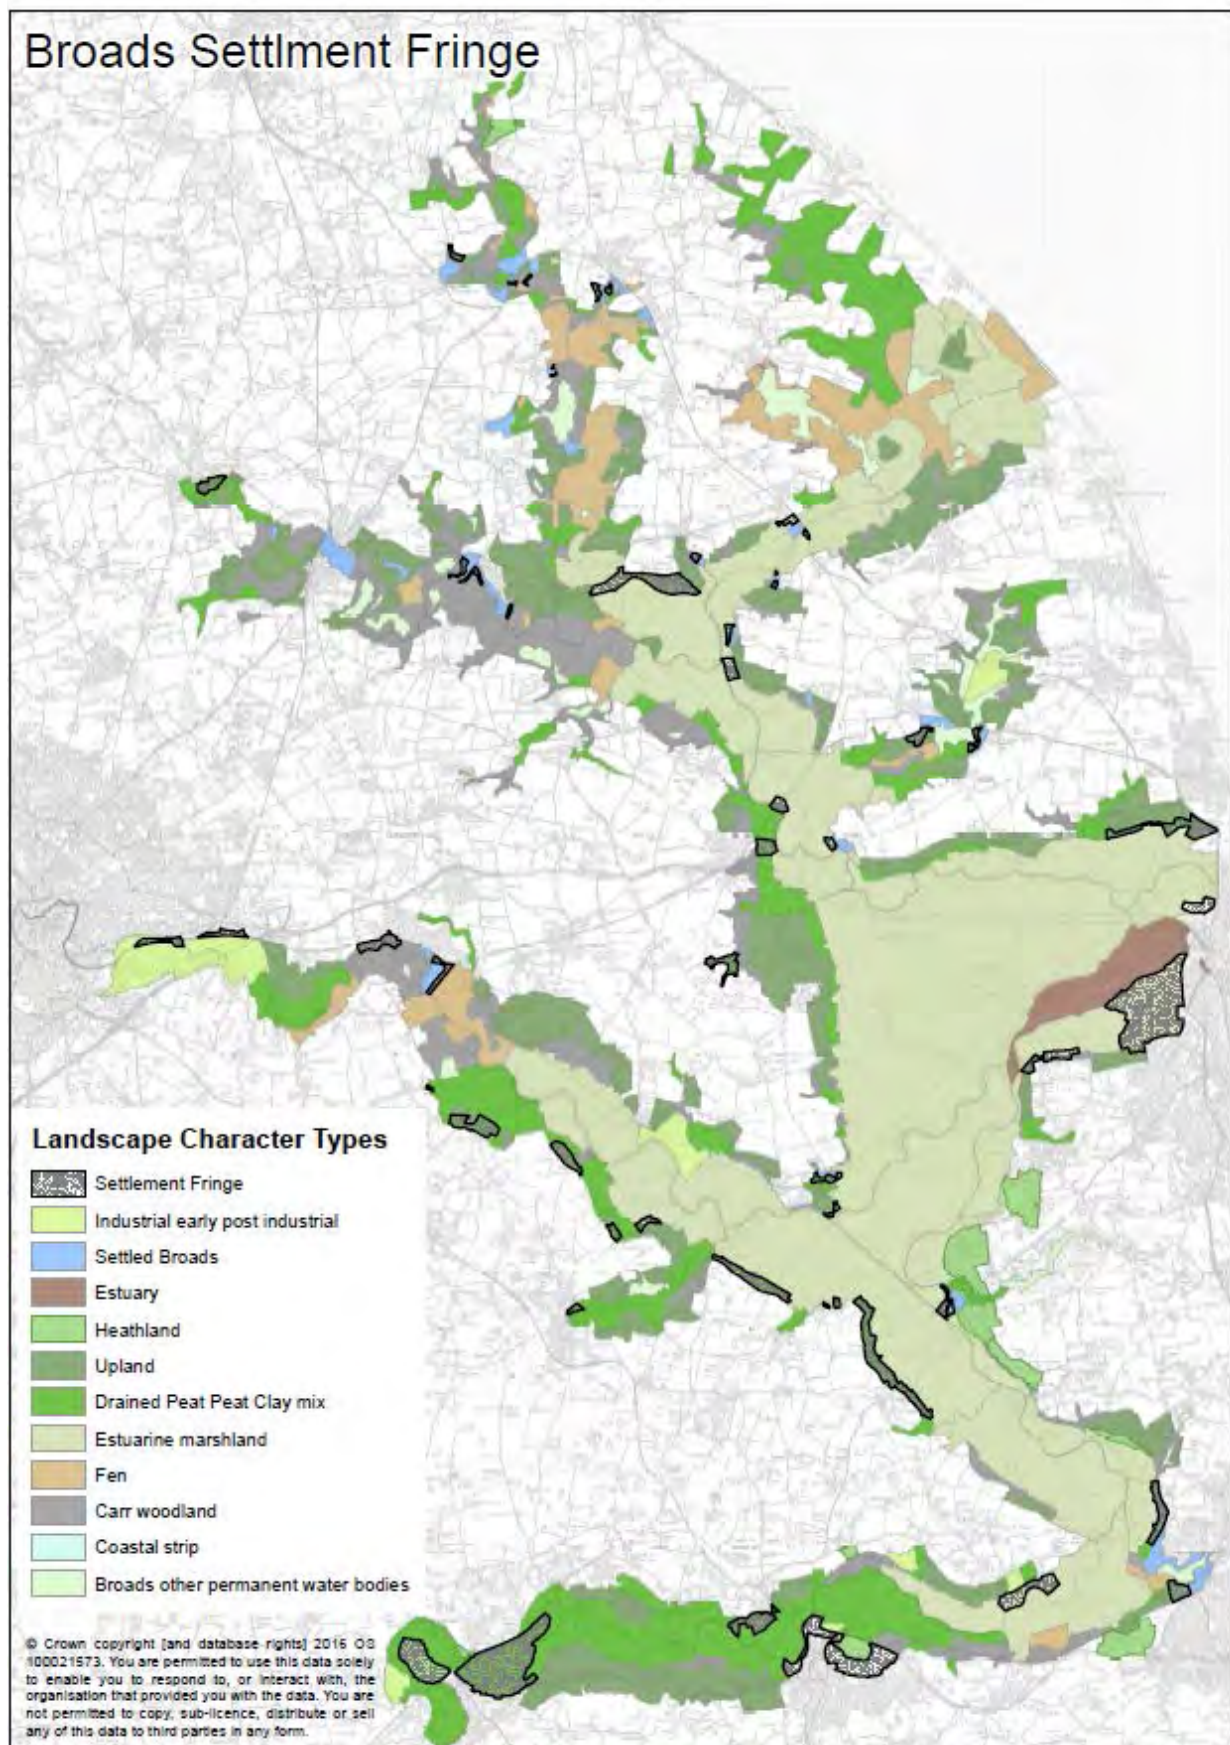 Broads Settlment Fringe
Landscape Character Types
Settlement Fringe
Industrial early post industrial
Settled Broads
Estuary
Heathland
Upland
Drained Peat Peat Clay mix
Estuarine marshland
Fen
Carr woodland
Coastal strip
Broads other permanent water bodies
© Crown copyright [and database rights] 2016 OS
100021573. You are permitted to use this data solely
to enable you to respond to, or interact with, the
organisation that provided you with the data. You are
not permitted to copy, sub-licence, distribute or sell
any of this data to third parties in any form.